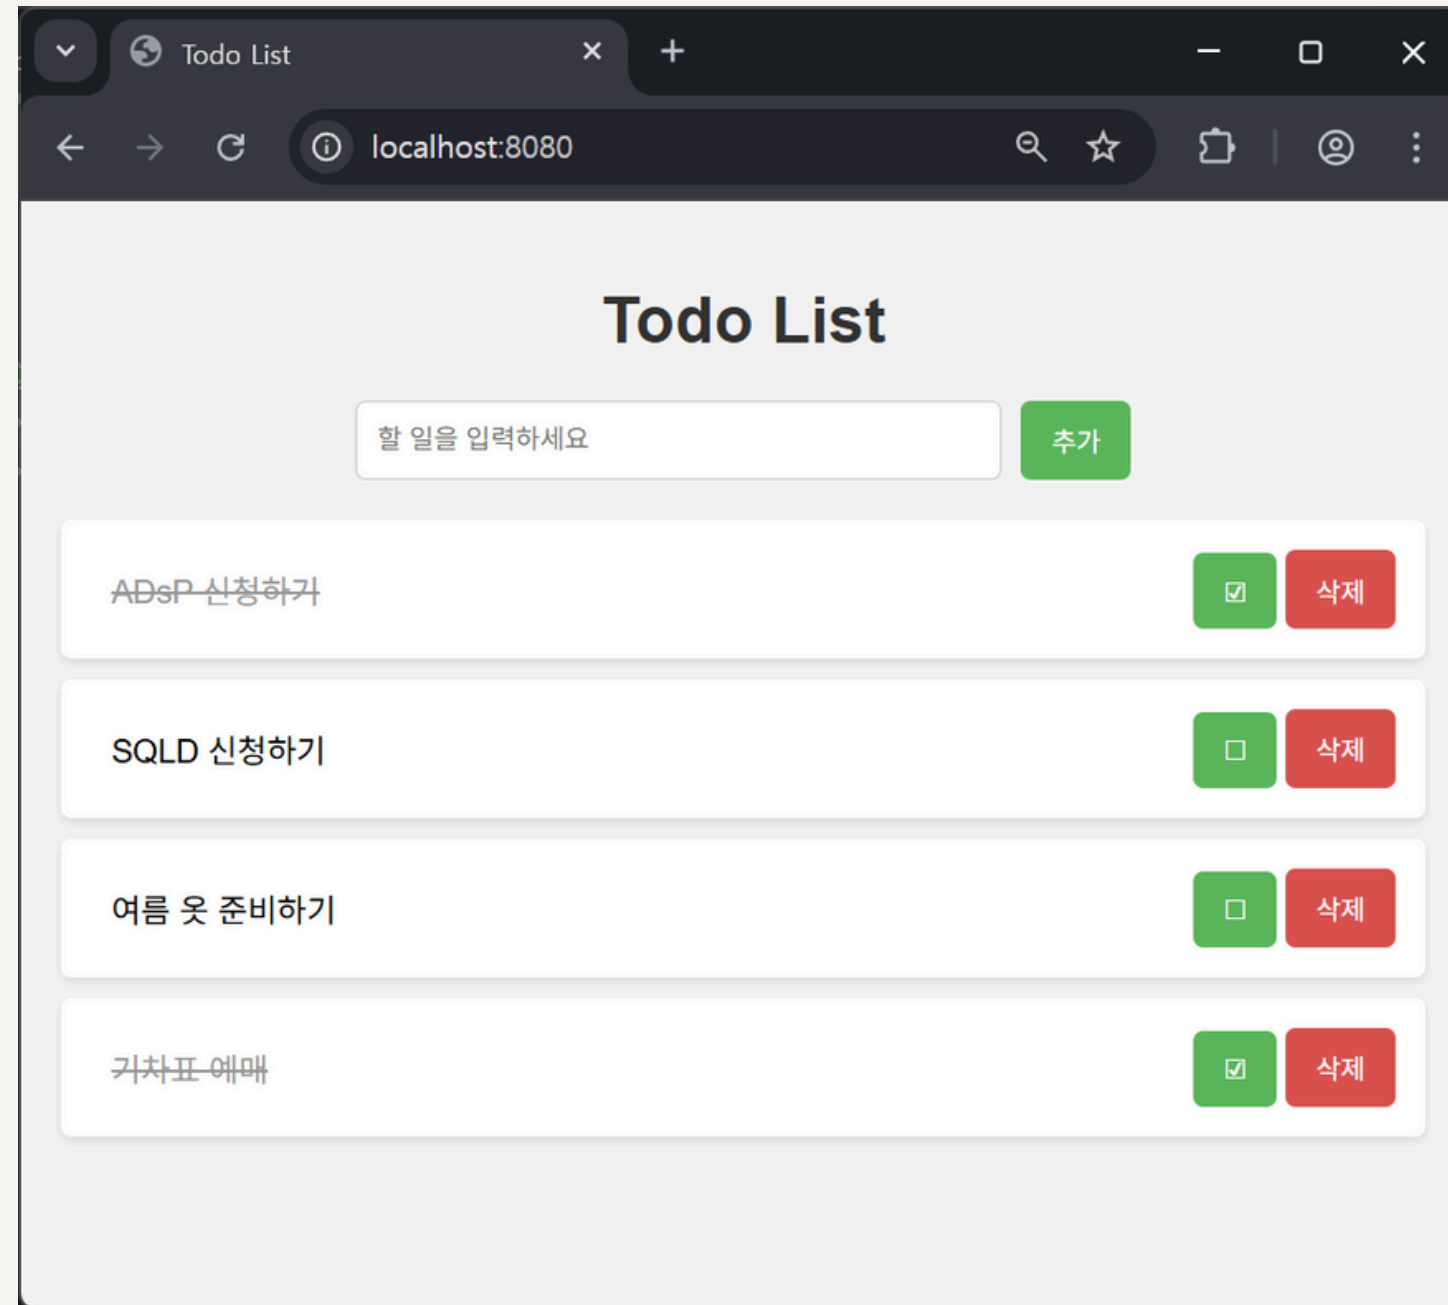 Todo List
localhost:8080
Todo List
할 일을 입력하세요 추가
ADsP 신청하기 ☑ 삭제
SQLD 신청하기 ☐ 삭제
여름 옷 준비하기 ☐ 삭제
기차표 예매 ☑ 삭제